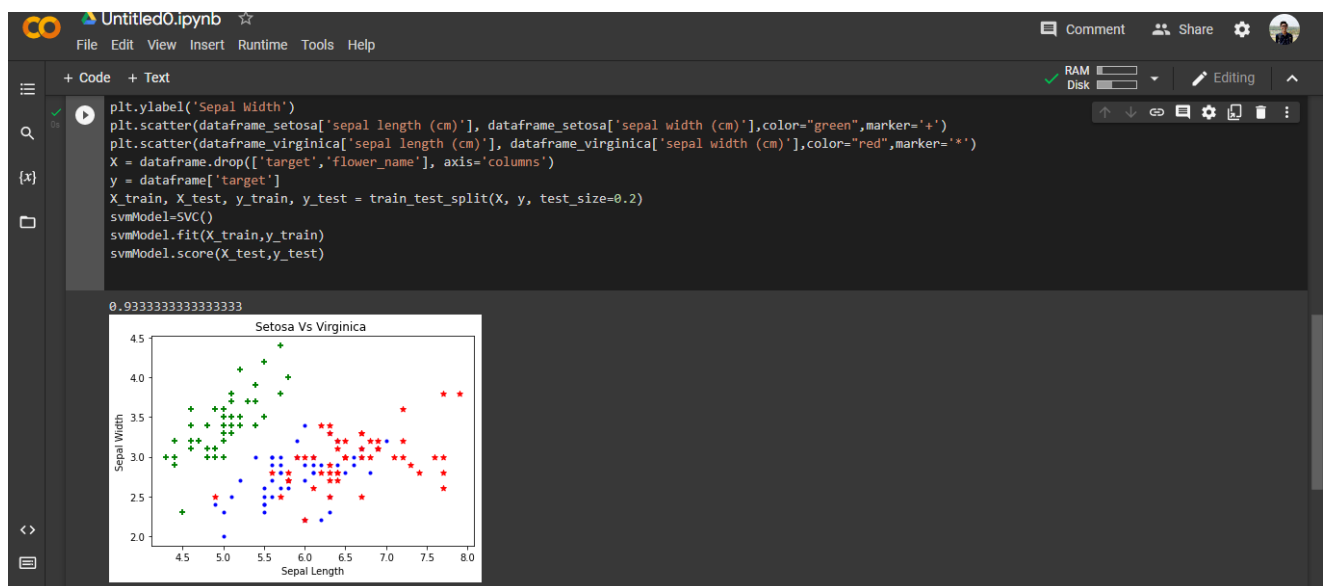 CO
Untitled0.ipynb
Comment Share
File Edit View Insert Runtime Tools Help
+ Code + Text
RAM
Disk
Editing
plt.ylabel('Sepal Width')
0s
plt.scatter(dataframe_setosa['sepal length (cm)'], dataframe_setosa['sepal width (cm)'],color="green",marker='+')
plt.scatter(dataframe_virginica['sepal length (cm)'], dataframe_virginica['sepal width (cm)'],color="red",marker='*')
X = dataframe.drop(['target','flower_name'], axis='columns')
{x}
y = dataframe['target']
X_train, X_test, y_train, y_test = train_test_split(X, y, test_size=0.2)
svmModel=SVC()
svmModel.fit(X_train,y_train)
svmModel.score(X_test,y_test)
0.9333333333333333
Setosa Vs Virginica
4.5
4.0
3.5
3.0
2.5
2.0
Sepal Width
4.5 5.0 5.5 6.0 6.5 7.0 7.5 8.0
Sepal Length